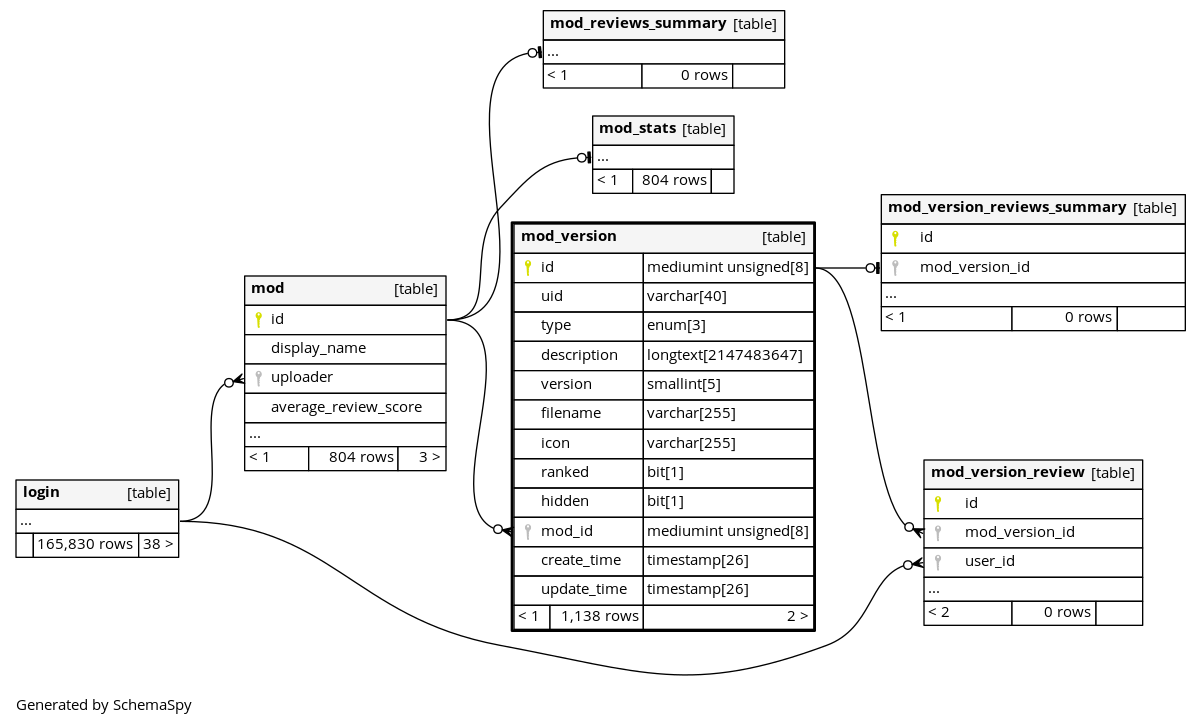 mod_reviews_summary [table]
...
< 1 0 rows
mod_stats [table]
...
< 1 804 rows
mod_version_reviews_summary [table]
id
mod_version_id
...
< 1 0 rows
mod_version [table]
id mediumint unsigned[8]
uid varchar[40]
type enum[3]
description longtext[2147483647]
version smallint[5]
filename varchar[255]
icon varchar[255]
ranked bit[1]
hidden bit[1]
mod_id mediumint unsigned[8]
create_time timestamp[26]
update_time timestamp[26]
< 1 1,138 rows 2 >
mod [table]
id
display_name
uploader
average_review_score
...
< 1 804 rows 3 >
mod_version_review [table]
id
mod_version_id
user_id
...
< 2 0 rows
login [table]
...
165,830 rows 38 >
Generated by SchemaSpy